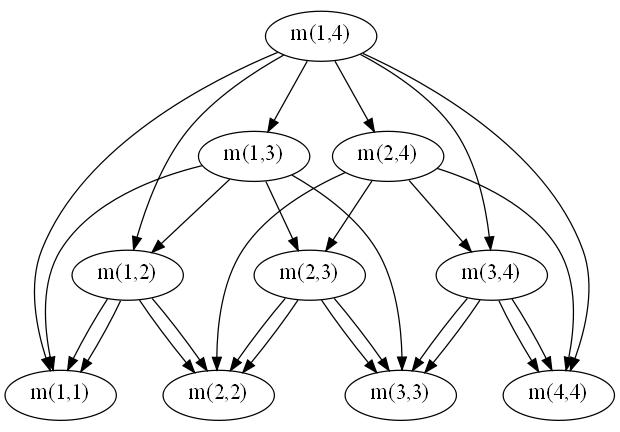 m(1,4)
m(1,3) m(2,4)
m(1,2) m(2,3) m(3,4)
m(1,1) m(2,2) m(3,3) m(4,4)